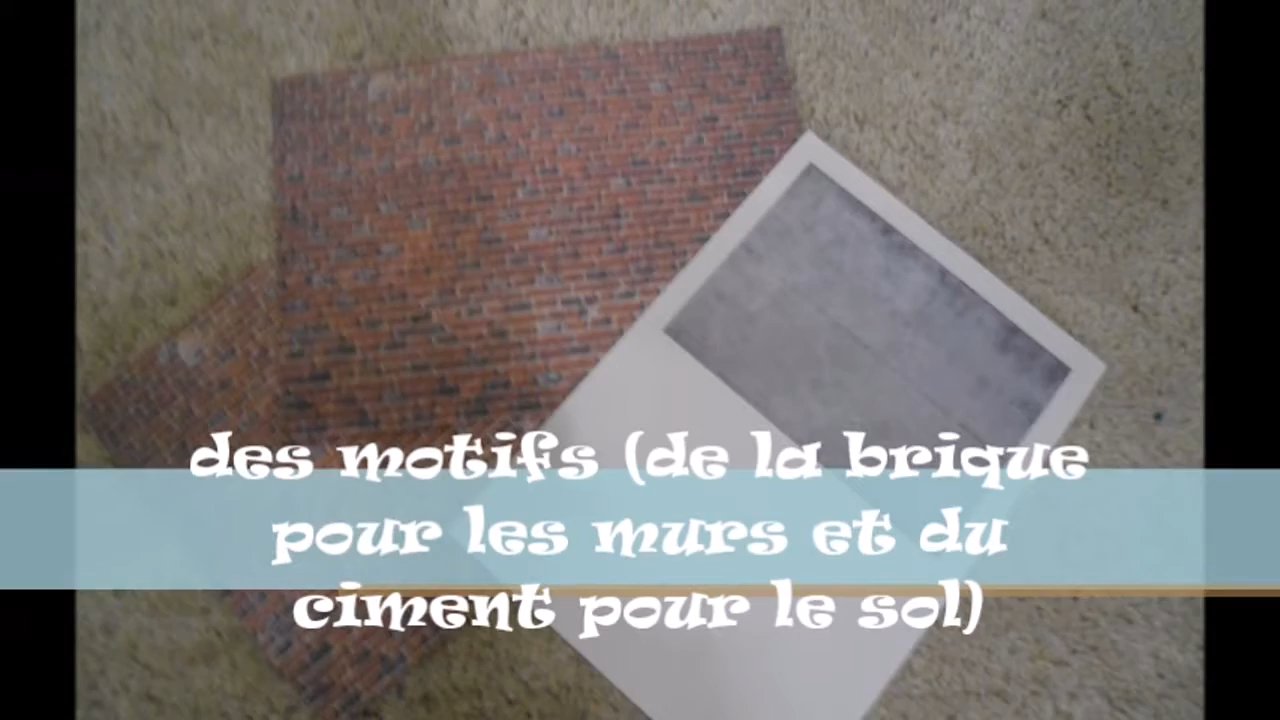 des motifs (de la brique
pour les murs et du
ciment pour le sol)